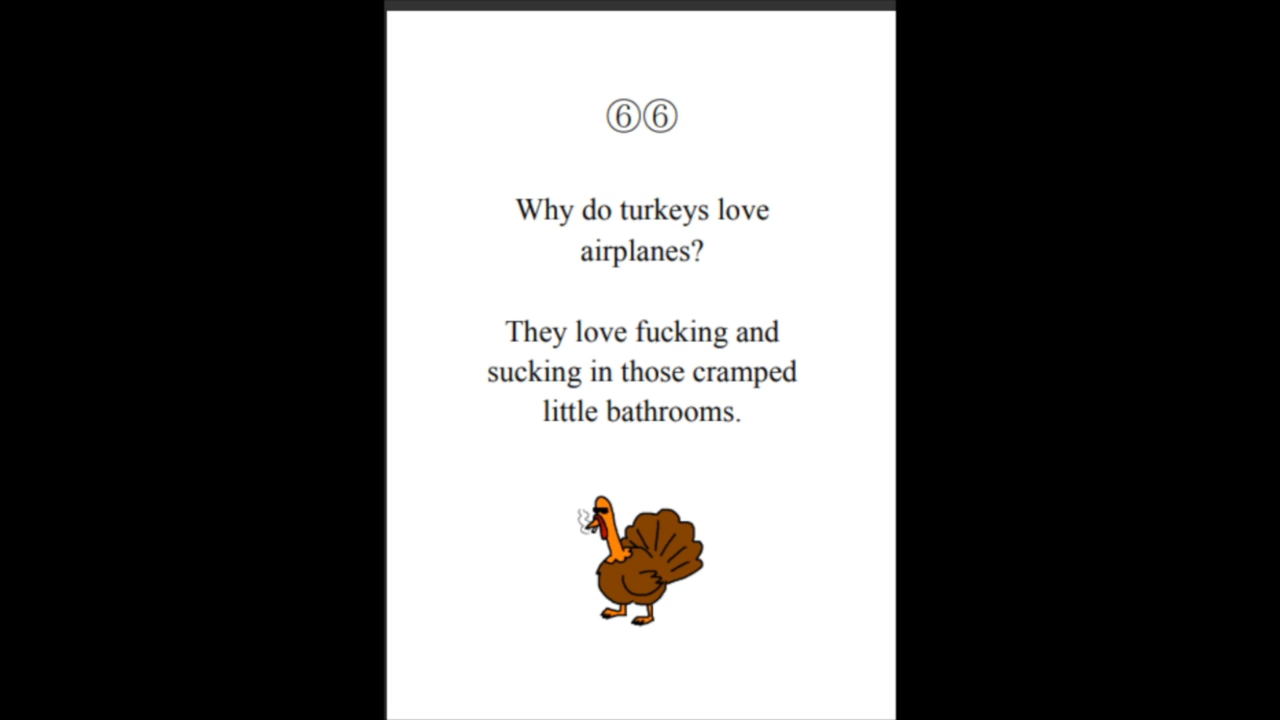 ⑥⑥
Why do turkeys love
airplanes?
They love fucking and
sucking in those cramped
little bathrooms.